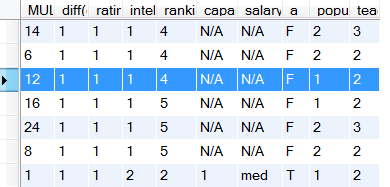 MUL diff( ratin intel ranki capa salary a popu tea
14 1 1 1 4 N/A N/A F 2 3
6 1 1 1 4 N/A N/A F 2 2
12 1 1 1 4 N/A N/A F 1 2
16 1 1 1 5 N/A N/A F 1 2
24 1 1 1 5 N/A N/A F 2 3
8 1 1 1 5 N/A N/A F 2 2
1 1 1 2 2 1 med T 1 2